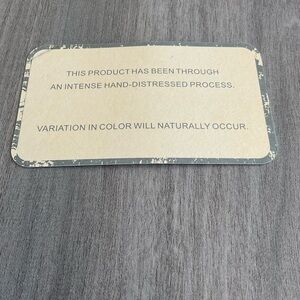 THIS PRODUCT HAS BEEN THROUGH
AN INTENSE HAND-DISTRESSED PROCESS.
VARIATION IN COLOR WILL NATURALLY OCCUR.